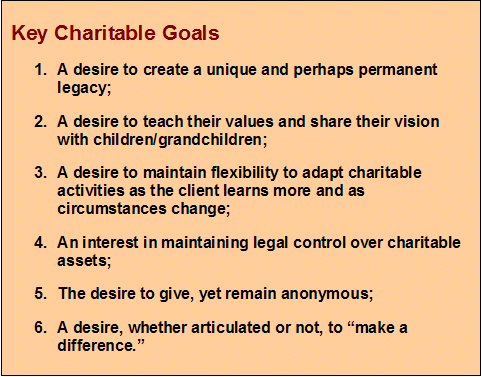 Key Charitable Goals
1. A desire to create a unique and perhaps permanent
legacy;
2. A desire to teach their values and share their vision
with children/grandchildren;
3. A desire to maintain flexibility to adapt charitable
activities as the client learns more and as
circumstances change;
4. An interest in maintaining legal control over charitable
assets;
5. The desire to give, yet remain anonymous;
6. A desire, whether articulated or not, to “make a
difference.”